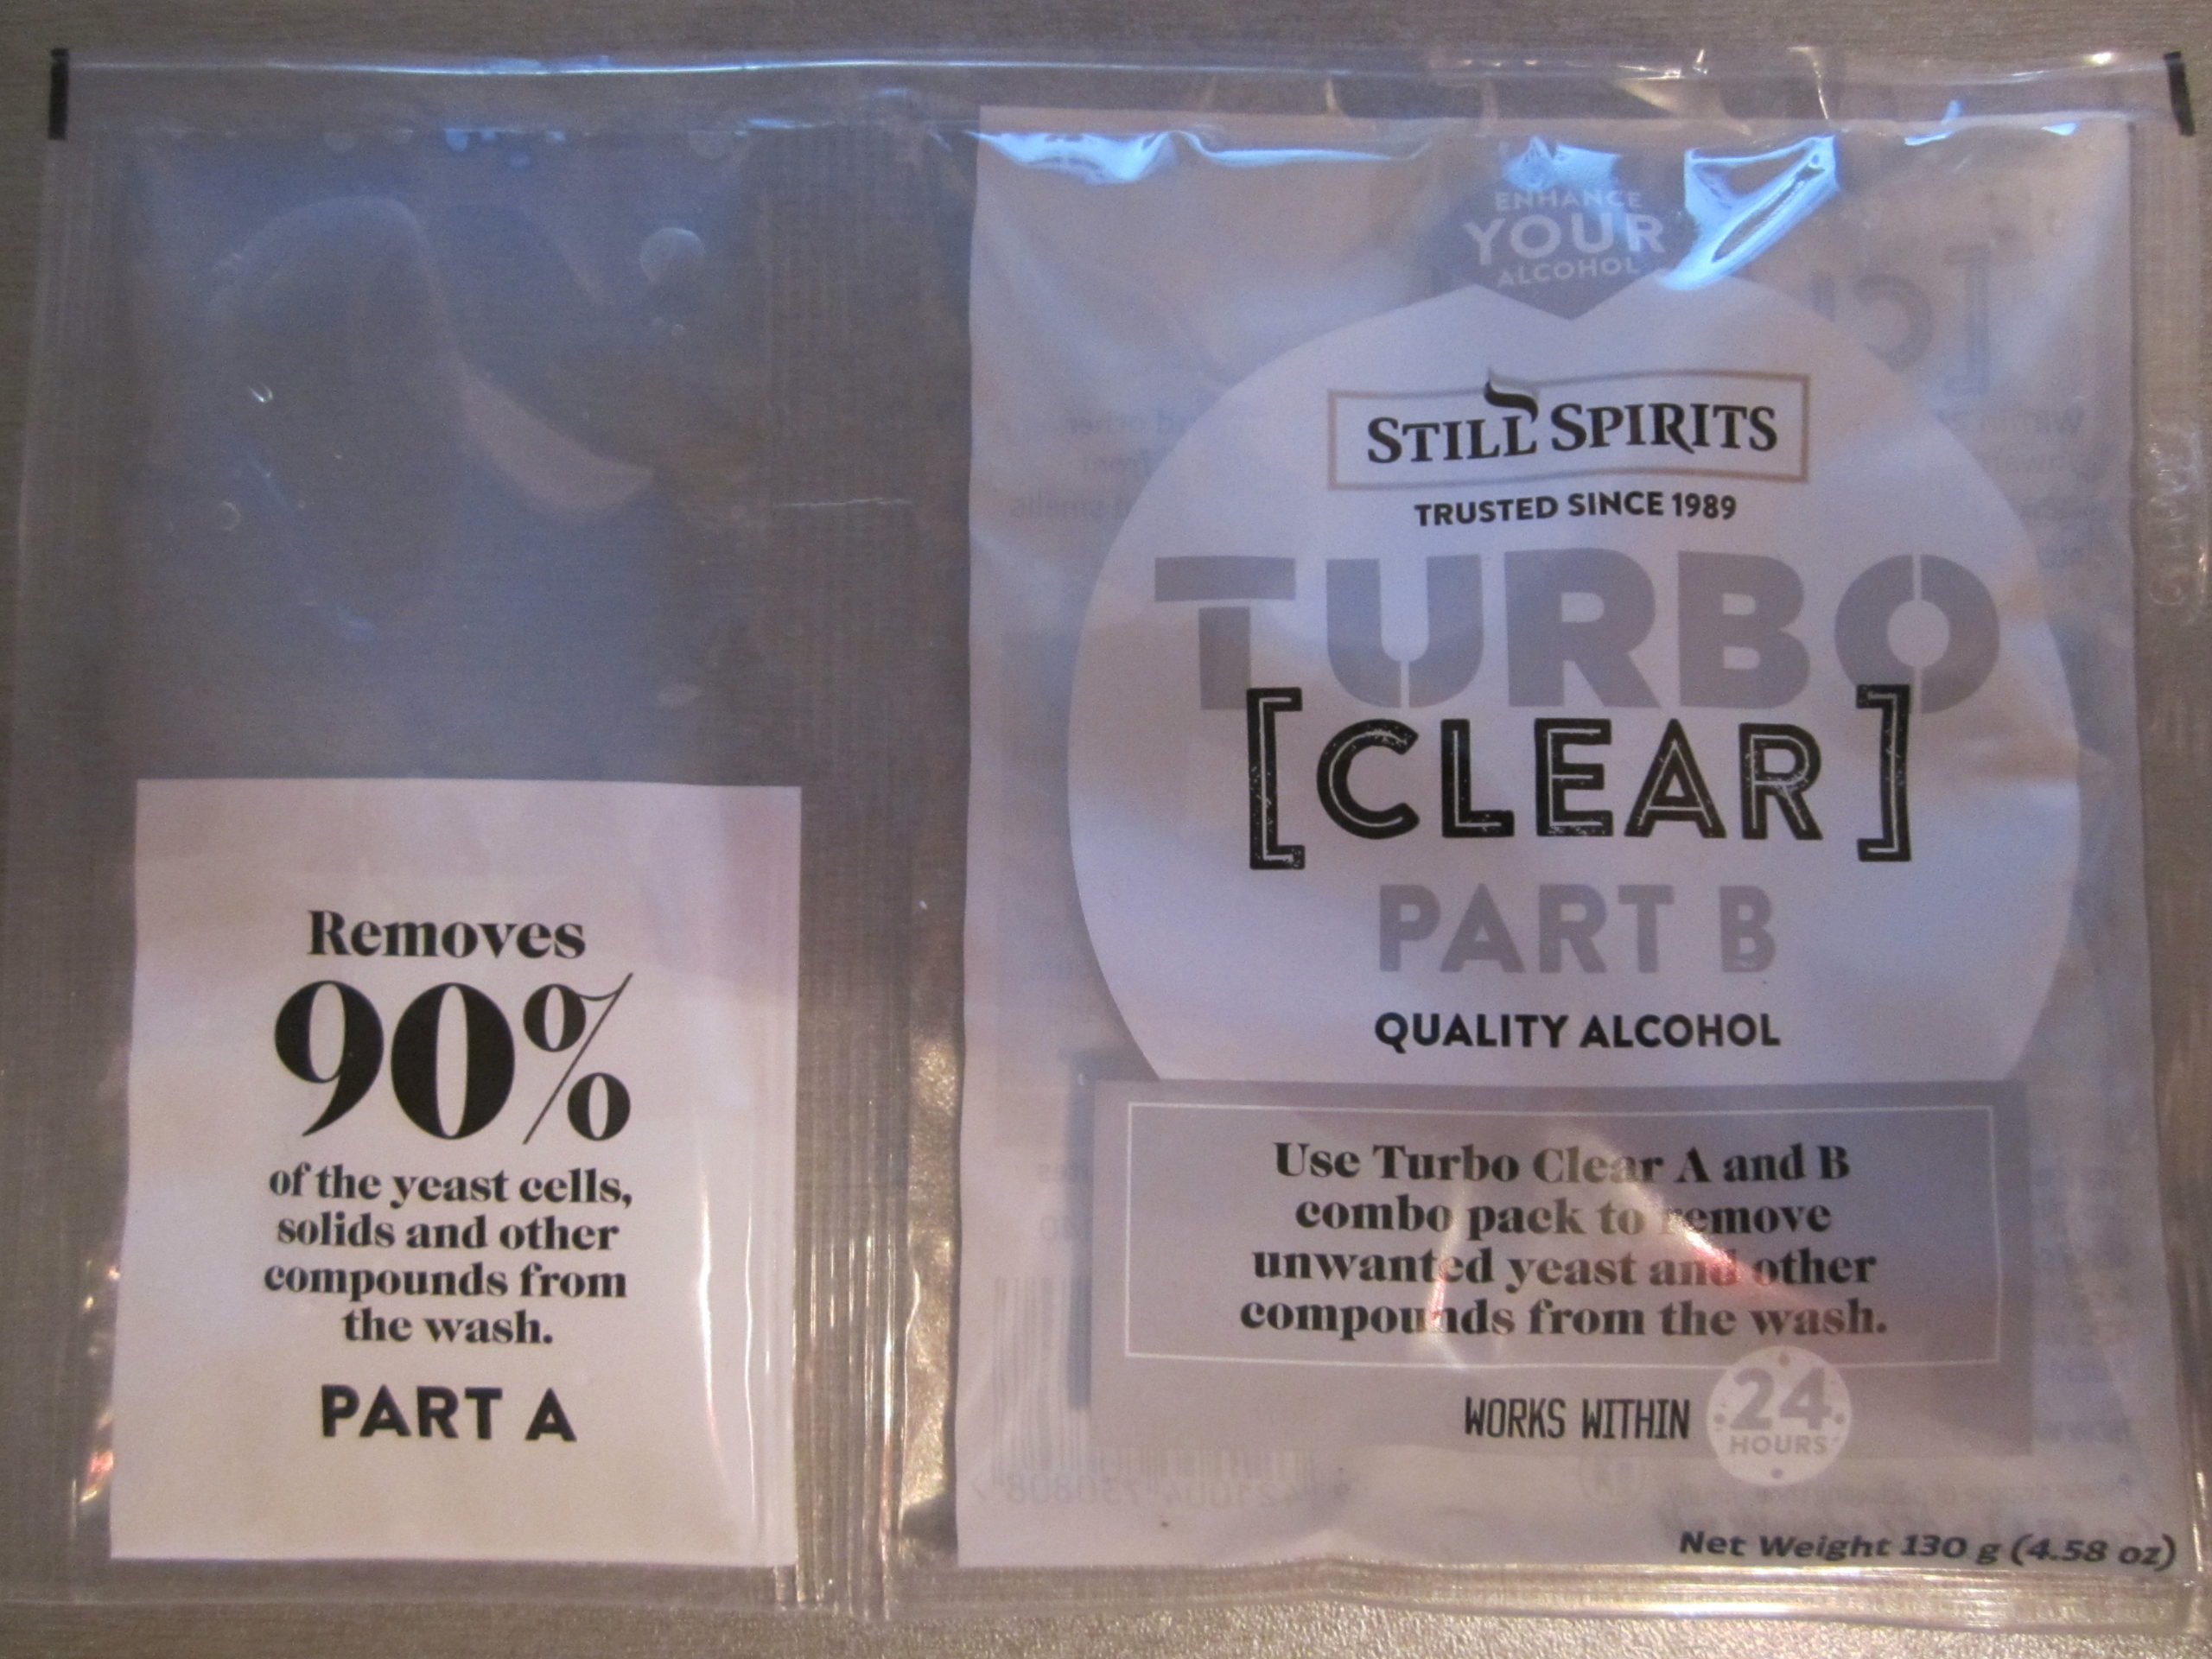 Removes
90%
of the yeast cells,
solids and other
compounds from
the wash.
PART A
ENHANCE
YOUR
ALCOHOL
STILL SPIRITS
TRUSTED SINCE 1989
TURBO
[CLEAR]
PART B
QUALITY ALCOHOL
Use Turbo Clear A and B
combo pack to remove
unwanted yeast and other
compounds from the wash.
WORKS WITHIN 24
HOURS
Net Weight 130 g (4.58 oz)